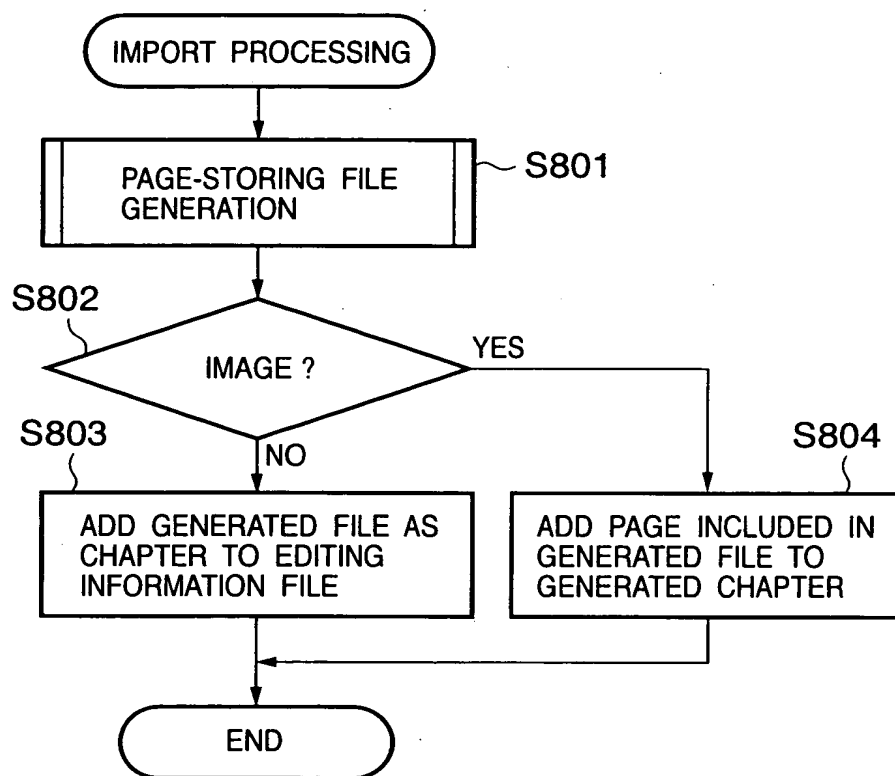 IMPORT PROCESSING
PAGE-STORING FILE
GENERATION
S801
S802
IMAGE ?
YES
NO
S803
ADD GENERATED FILE AS
CHAPTER TO EDITING
INFORMATION FILE
S804
ADD PAGE INCLUDED IN
GENERATED FILE TO
GENERATED CHAPTER
END